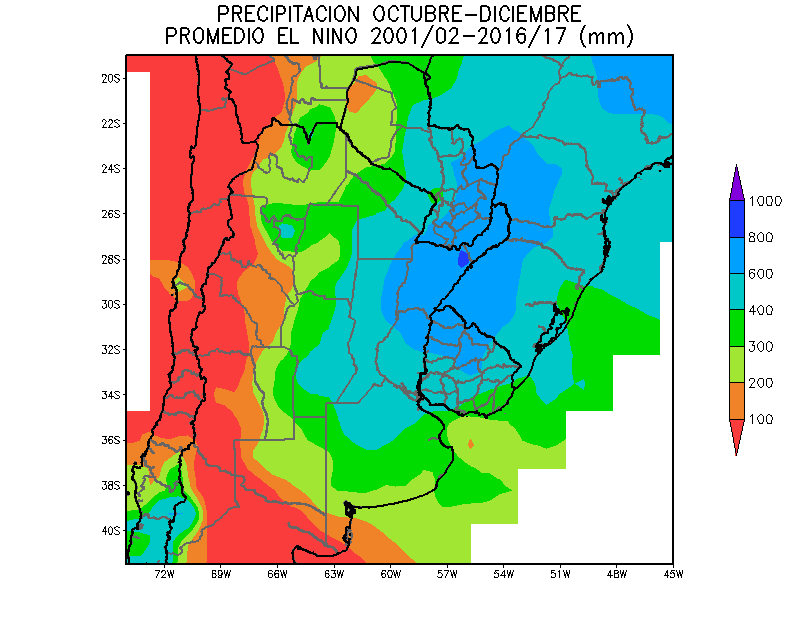 PRECIPITACION OCTUBRE-DICIEMBRE
PROMEDIO EL NINO 2001/02-2016/17 (mm)
20S
22S
24S
26S
28S
30S
32S
34S
36S
38S
40S
72W 69W 66W 63W 60W 57W 54W 51W 48W 45W
1000
800
600
400
300
200
100